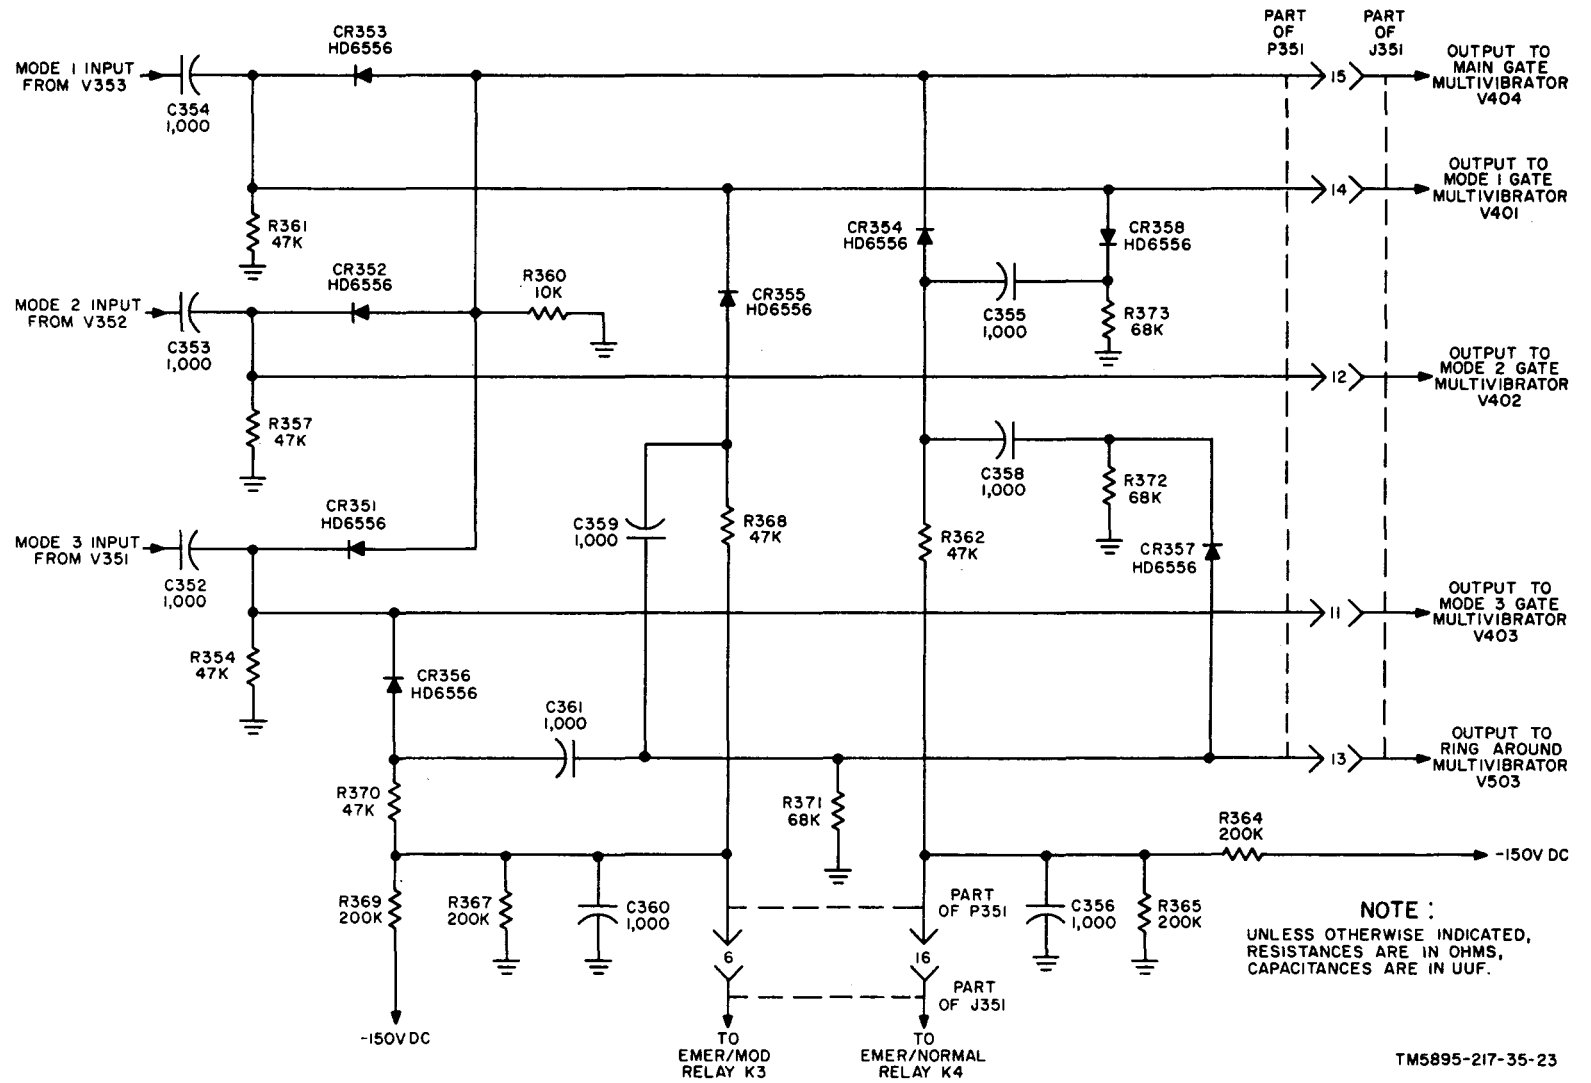 CR353
HD6556
MODE 1 INPUT
FROM V353
C354
1,000
PART
OF
P351
PART
OF
J351
15
OUTPUT TO
MAIN GATE
MULTIVIBRATOR
V404
14
OUTPUT TO
MODE 1 GATE
MULTIVIBRATOR
V401
R361
47K
CR354
HD6556
CR358
HD6556
CR352
HD6556
MODE 2 INPUT
FROM V352
C353
1,000
R360
10K
CR355
HD6556
C355
1,000
R373
68K
12
OUTPUT TO
MODE 2 GATE
MULTIVIBRATOR
V402
R357
47K
C358
1,000
R372
68K
CR351
HD6556
MODE 3 INPUT
FROM V351
C352
1,000
C359
1,000
R368
47K
R362
47K
CR357
HD6556
11
OUTPUT TO
MODE 3 GATE
MULTIVIBRATOR
V403
R354
47K
CR356
HD6556
C361
1,000
13
OUTPUT TO
RING AROUND
MULTIVIBRATOR
V503
R370
47K
R371
68K
R364
200K
-150V DC
R369
200K
R367
200K
C360
1,000
PART
OF P351
C356
1,000
R365
200K
6
16
PART
OF J351
-150V DC
TO
EMER/MOD
RELAY K3
TO
EMER/NORMAL
RELAY K4
NOTE:
UNLESS OTHERWISE INDICATED,
RESISTANCES ARE IN OHMS,
CAPACITANCES ARE IN UUF.
TM5895-217-35-23